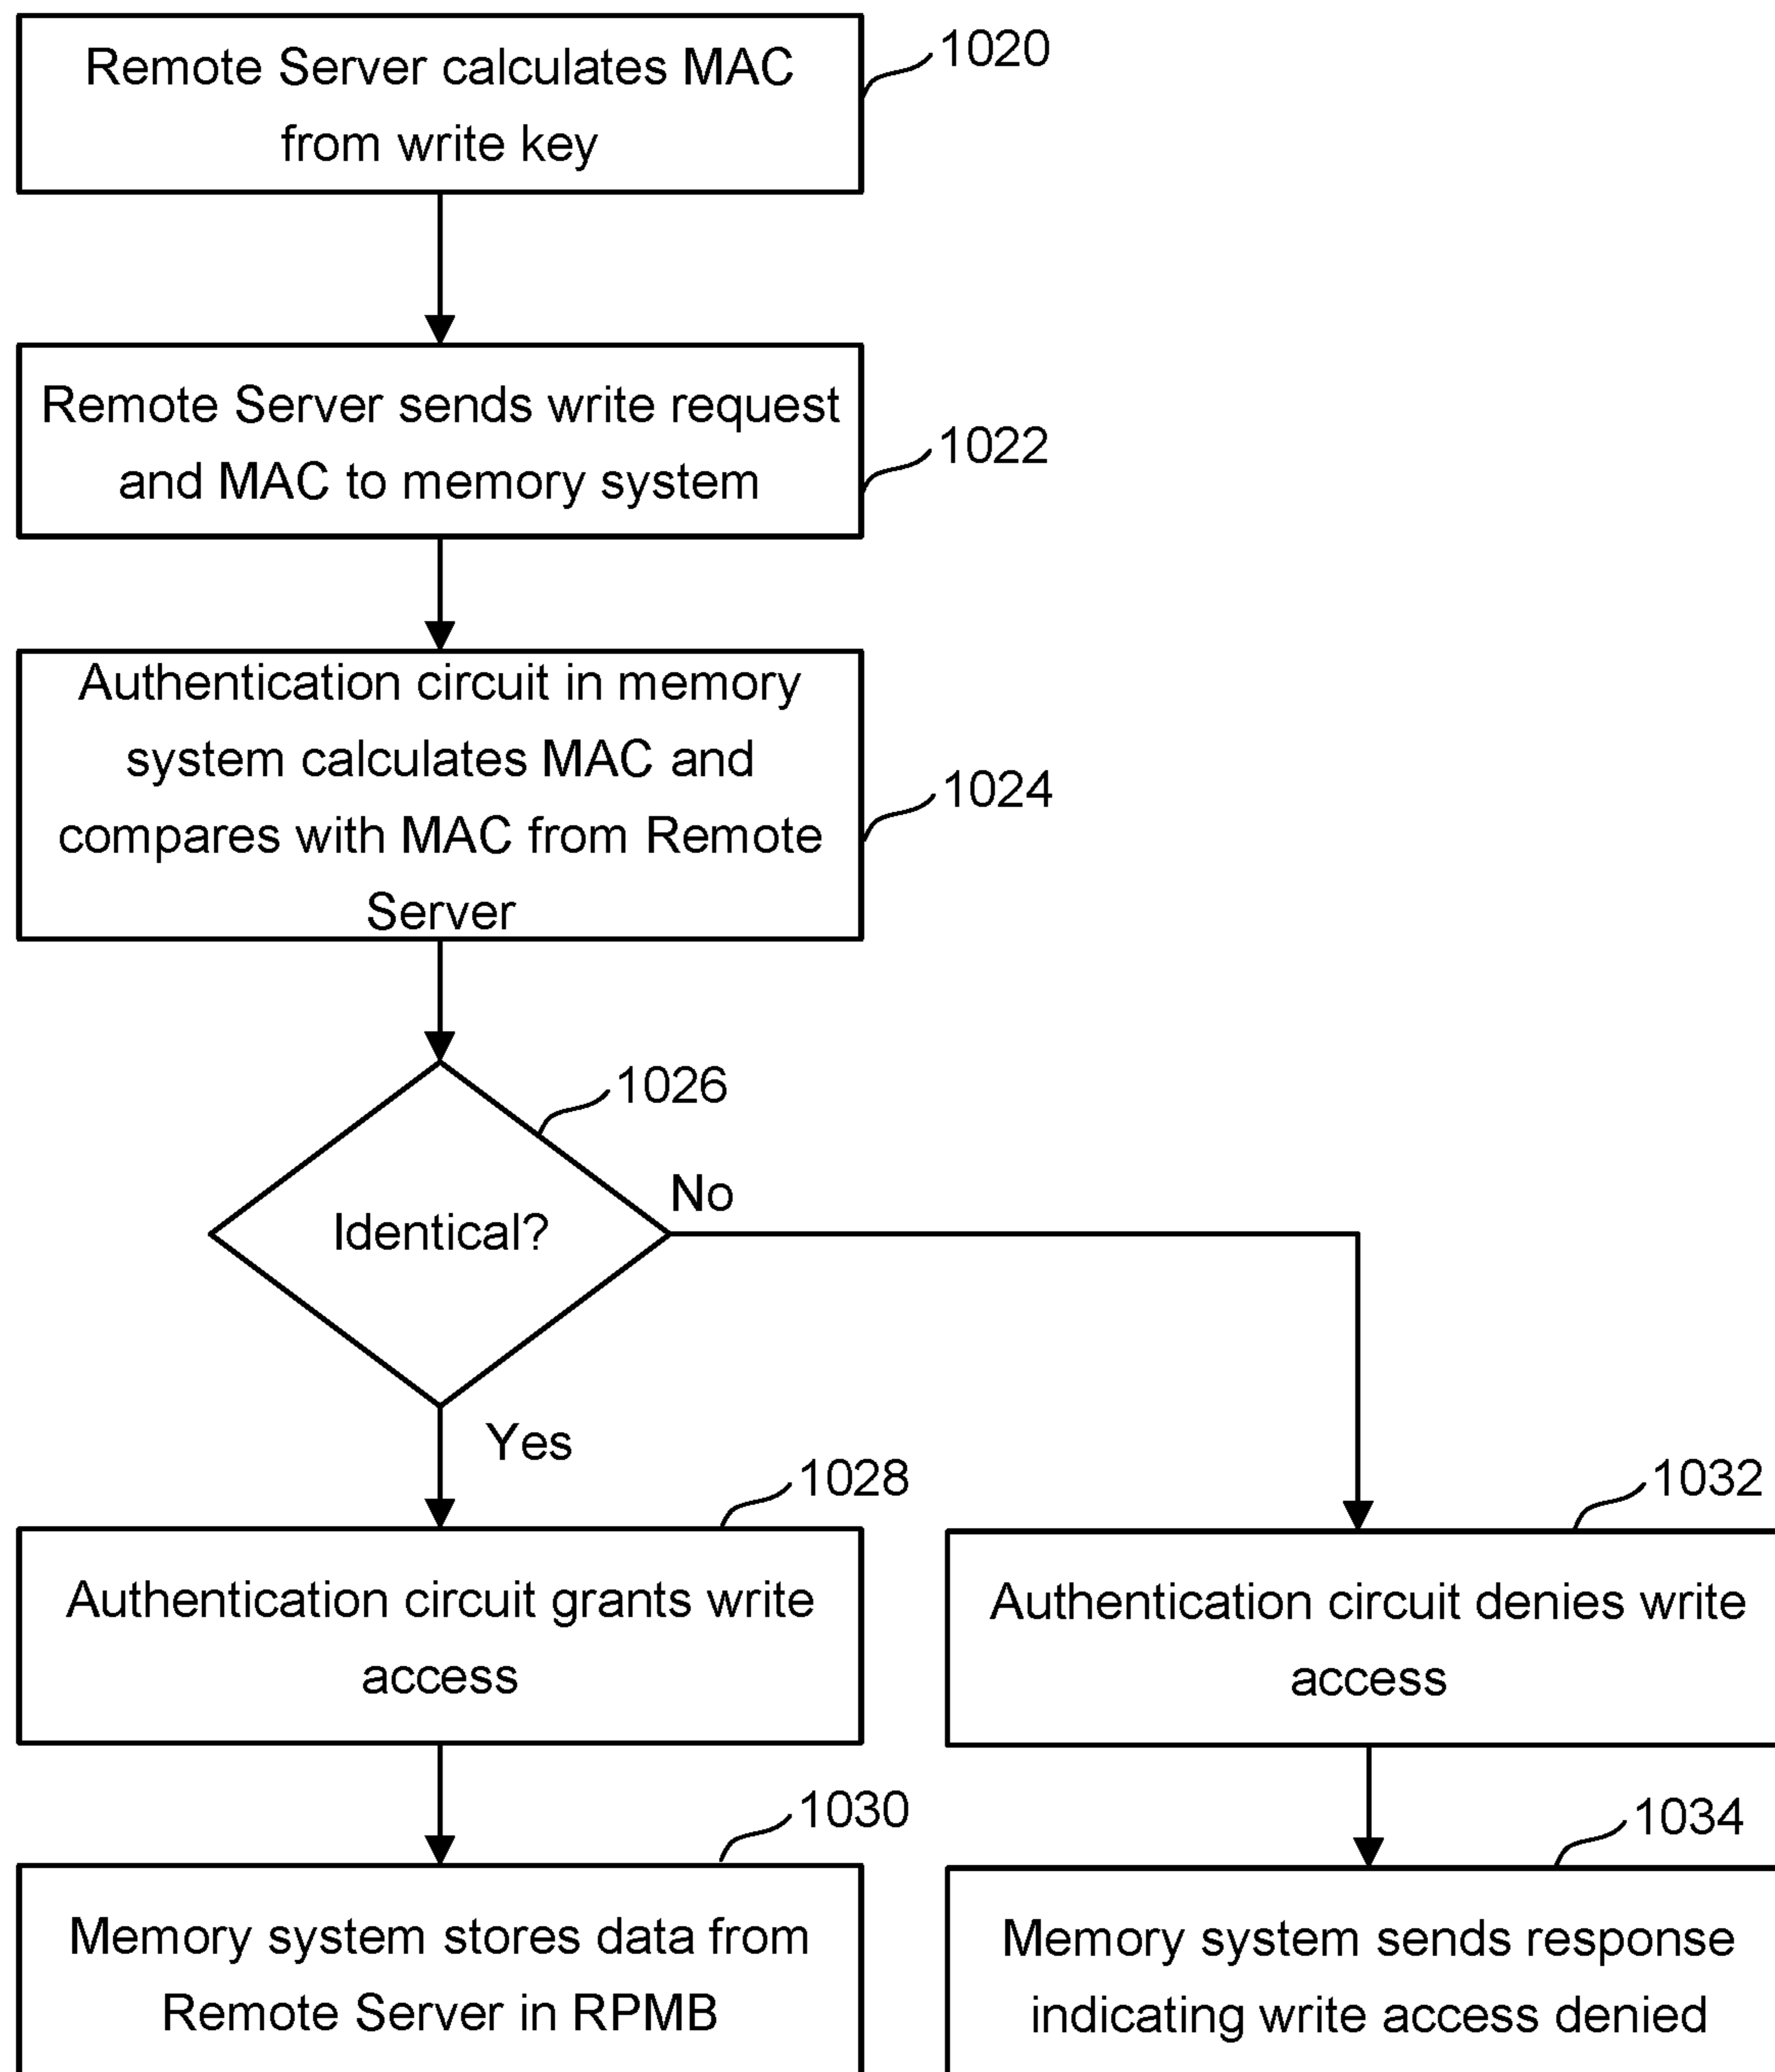 Remote Server calculates MAC
from write key
1020
Remote Server sends write request
and MAC to memory system
1022
Authentication circuit in memory
system calculates MAC and
compares with MAC from Remote
Server
1024
1026
Identical?
No
Yes
1028
Authentication circuit grants write
access
1032
Authentication circuit denies write
access
1030
Memory system stores data from
Remote Server in RPMB
1034
Memory system sends response
indicating write access denied